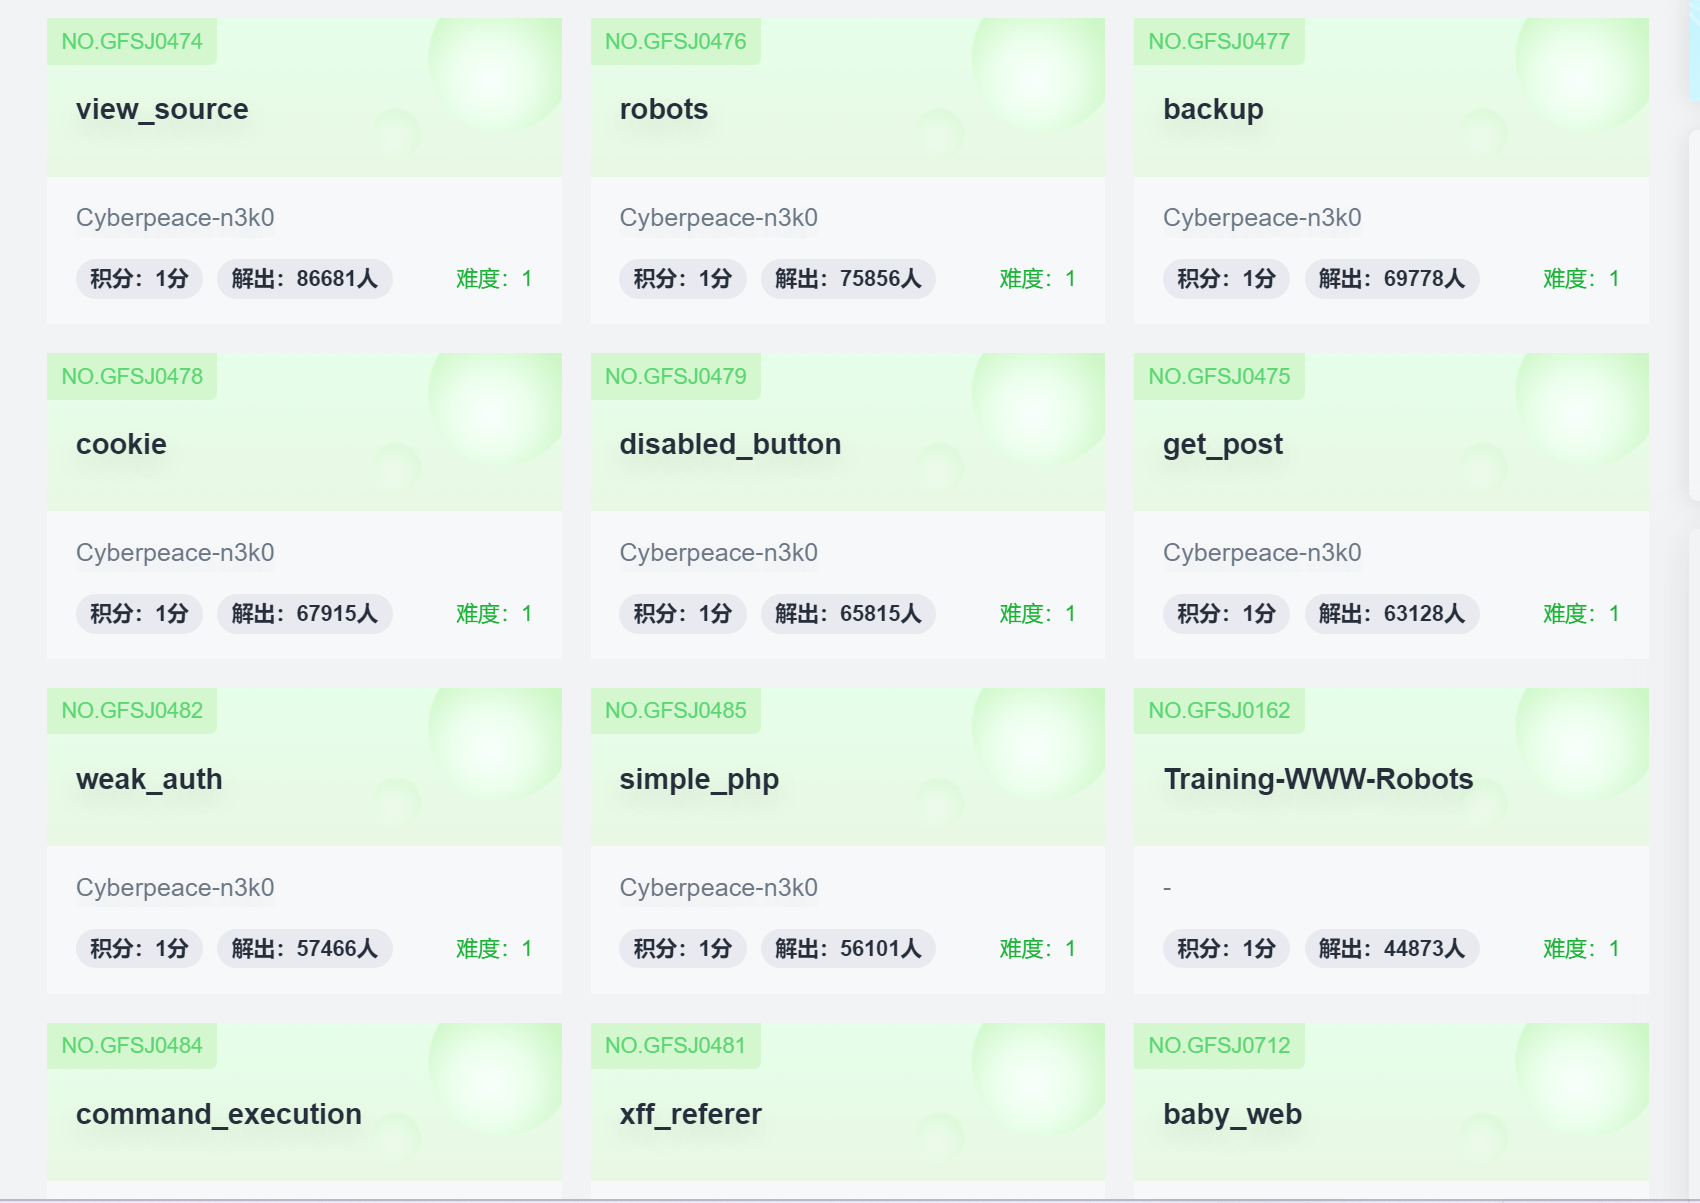 NO.GFSJ0474
view_source
Cyberpeace-n3k0
积分：1分 解出：86681人 难度：1
NO.GFSJ0476
robots
Cyberpeace-n3k0
积分：1分 解出：75856人 难度：1
NO.GFSJ0477
backup
Cyberpeace-n3k0
积分：1分 解出：69778人 难度：1
NO.GFSJ0478
cookie
Cyberpeace-n3k0
积分：1分 解出：67915人 难度：1
NO.GFSJ0479
disabled_button
Cyberpeace-n3k0
积分：1分 解出：65815人 难度：1
NO.GFSJ0475
get_post
Cyberpeace-n3k0
积分：1分 解出：63128人 难度：1
NO.GFSJ0482
weak_auth
Cyberpeace-n3k0
积分：1分 解出：57466人 难度：1
NO.GFSJ0485
simple_php
Cyberpeace-n3k0
积分：1分 解出：56101人 难度：1
NO.GFSJ0162
Training-WWW-Robots
-
积分：1分 解出：44873人 难度：1
NO.GFSJ0484
command_execution
NO.GFSJ0481
xff_referer
NO.GFSJ0712
baby_web